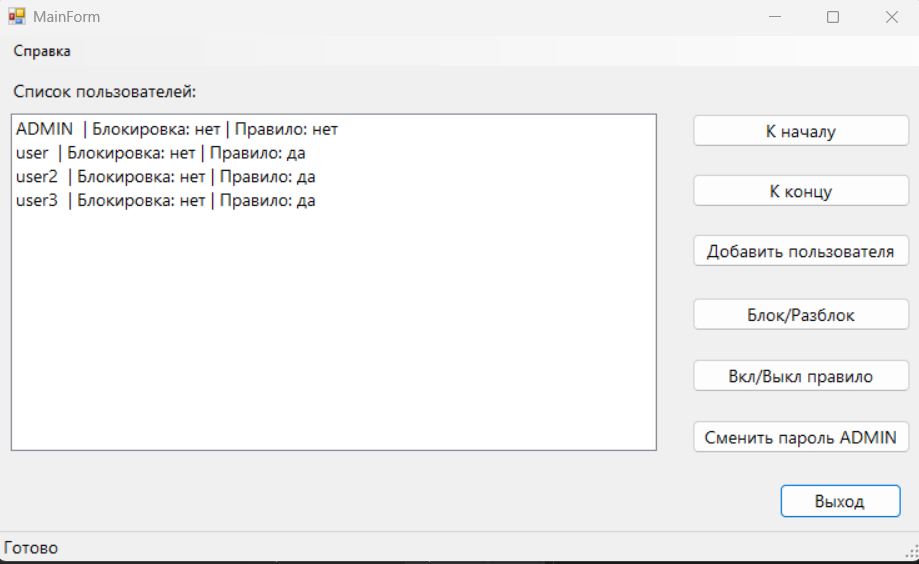 MainForm
Справка
Список пользователей:
ADMIN | Блокировка: нет | Правило: нет
user | Блокировка: нет | Правило: да
user2 | Блокировка: нет | Правило: да
user3 | Блокировка: нет | Правило: да
К началу
К концу
Добавить пользователя
Блок/Разблок
Вкл/Выкл правило
Сменить пароль ADMIN
Выход
Готово